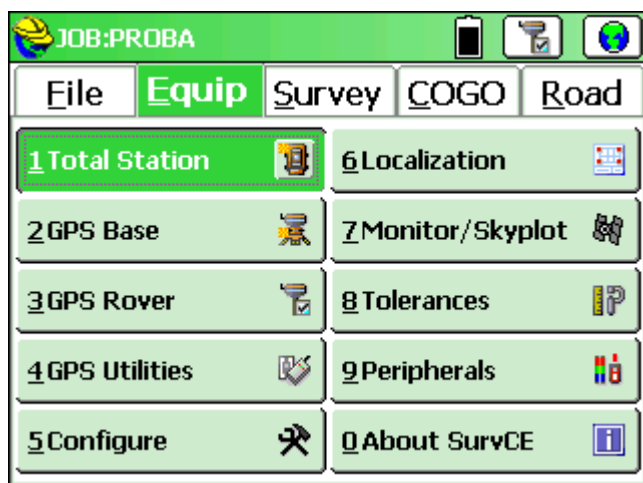 JOB:PROBA
File Equip Survey COGO Road
1 Total Station
6 Localization
2 GPS Base
7 Monitor/Skyplot
3 GPS Rover
8 Tolerances
4 GPS Utilities
9 Peripherals
5 Configure
0 About SurvCE